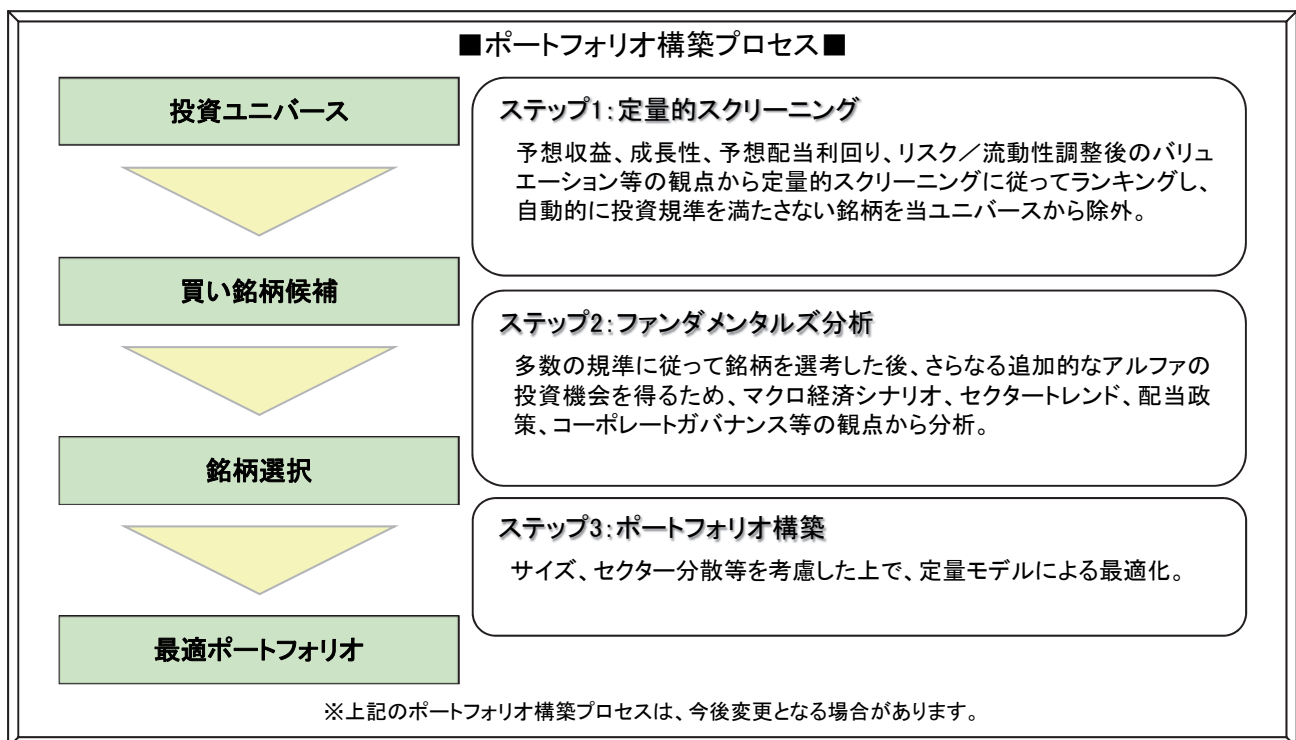 ■ポートフォリオ構築プロセス■
投資ユニバース
ステップ1：定量的スクリーニング
予想収益、成長性、予想配当利回り、リスク／流動性調整後のバリュ
エーション等の観点から定量的スクリーニングに従ってランキングし、
自動的に投資規準を満たさない銘柄を当ユニバースから除外。
買い銘柄候補
ステップ2：ファンダメンタルズ分析
多数の規準に従って銘柄を選考した後、さらなる追加的なアルファの
投資機会を得るため、マクロ経済シナリオ、セクタートレンド、配当政
策、コーポレートガバナンス等の観点から分析。
銘柄選択
ステップ3：ポートフォリオ構築
サイズ、セクター分散等を考慮した上で、定量モデルによる最適化。
最適ポートフォリオ
※上記のポートフォリオ構築プロセスは、今後変更となる場合があります。